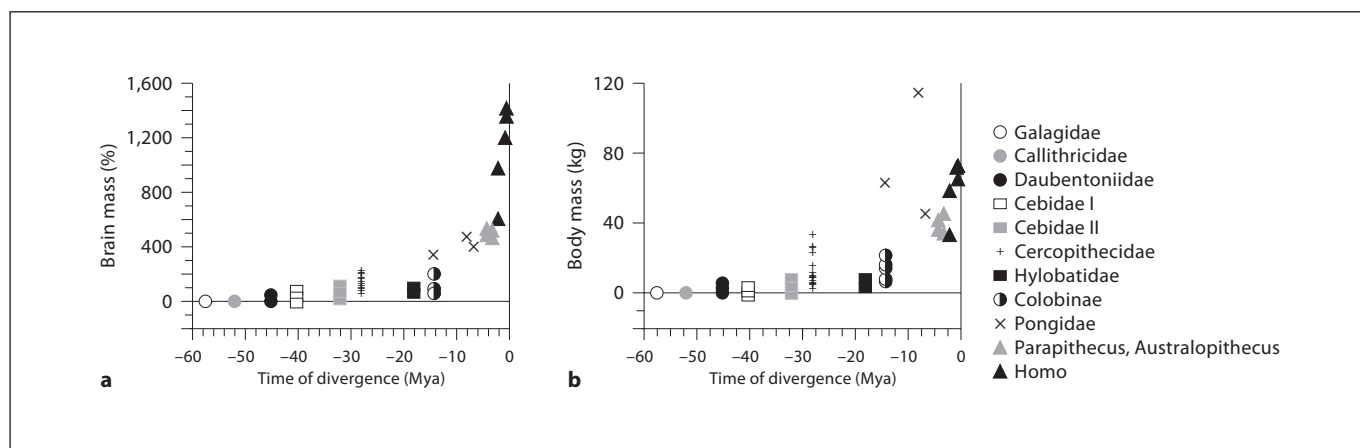 1,600
1,200
800
400
0
Brain mass (%)
–60
–50
–40
–30
–20
–10
0
Time of divergence (Mya)
a
120
80
40
0
Body mass (kg)
–60
–50
–40
–30
–20
–10
0
Time of divergence (Mya)
b
Galagidae
Callithricidae
Daubentoniidae
Cebidae I
Cebidae II
Cercopithecidae
Hylobatidae
Colobinae
Pongidae
Parapithecus, Australopithecus
Homo